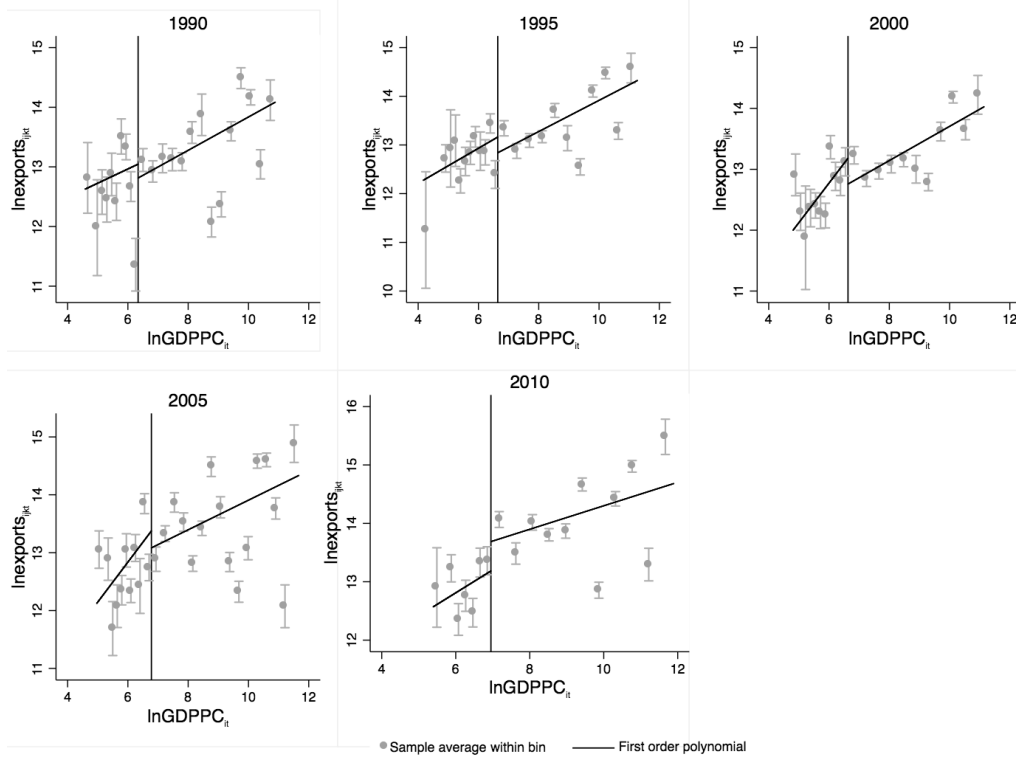 1990
1995
2000
15
14
13
12
11
lnexports_ijkt
4 6 8 10 12
lnGDPPC_it
15
14
13
12
11
10
lnexports_ijkt
4 6 8 10 12
lnGDPPC_it
15
14
13
12
11
lnexports_ijkt
4 6 8 10 12
lnGDPPC_it
2005
2010
15
14
13
12
11
lnexports_ijkt
4 6 8 10 12
lnGDPPC_it
16
15
14
13
12
lnexports_ijkt
4 6 8 10 12
lnGDPPC_it
Sample average within bin First order polynomial